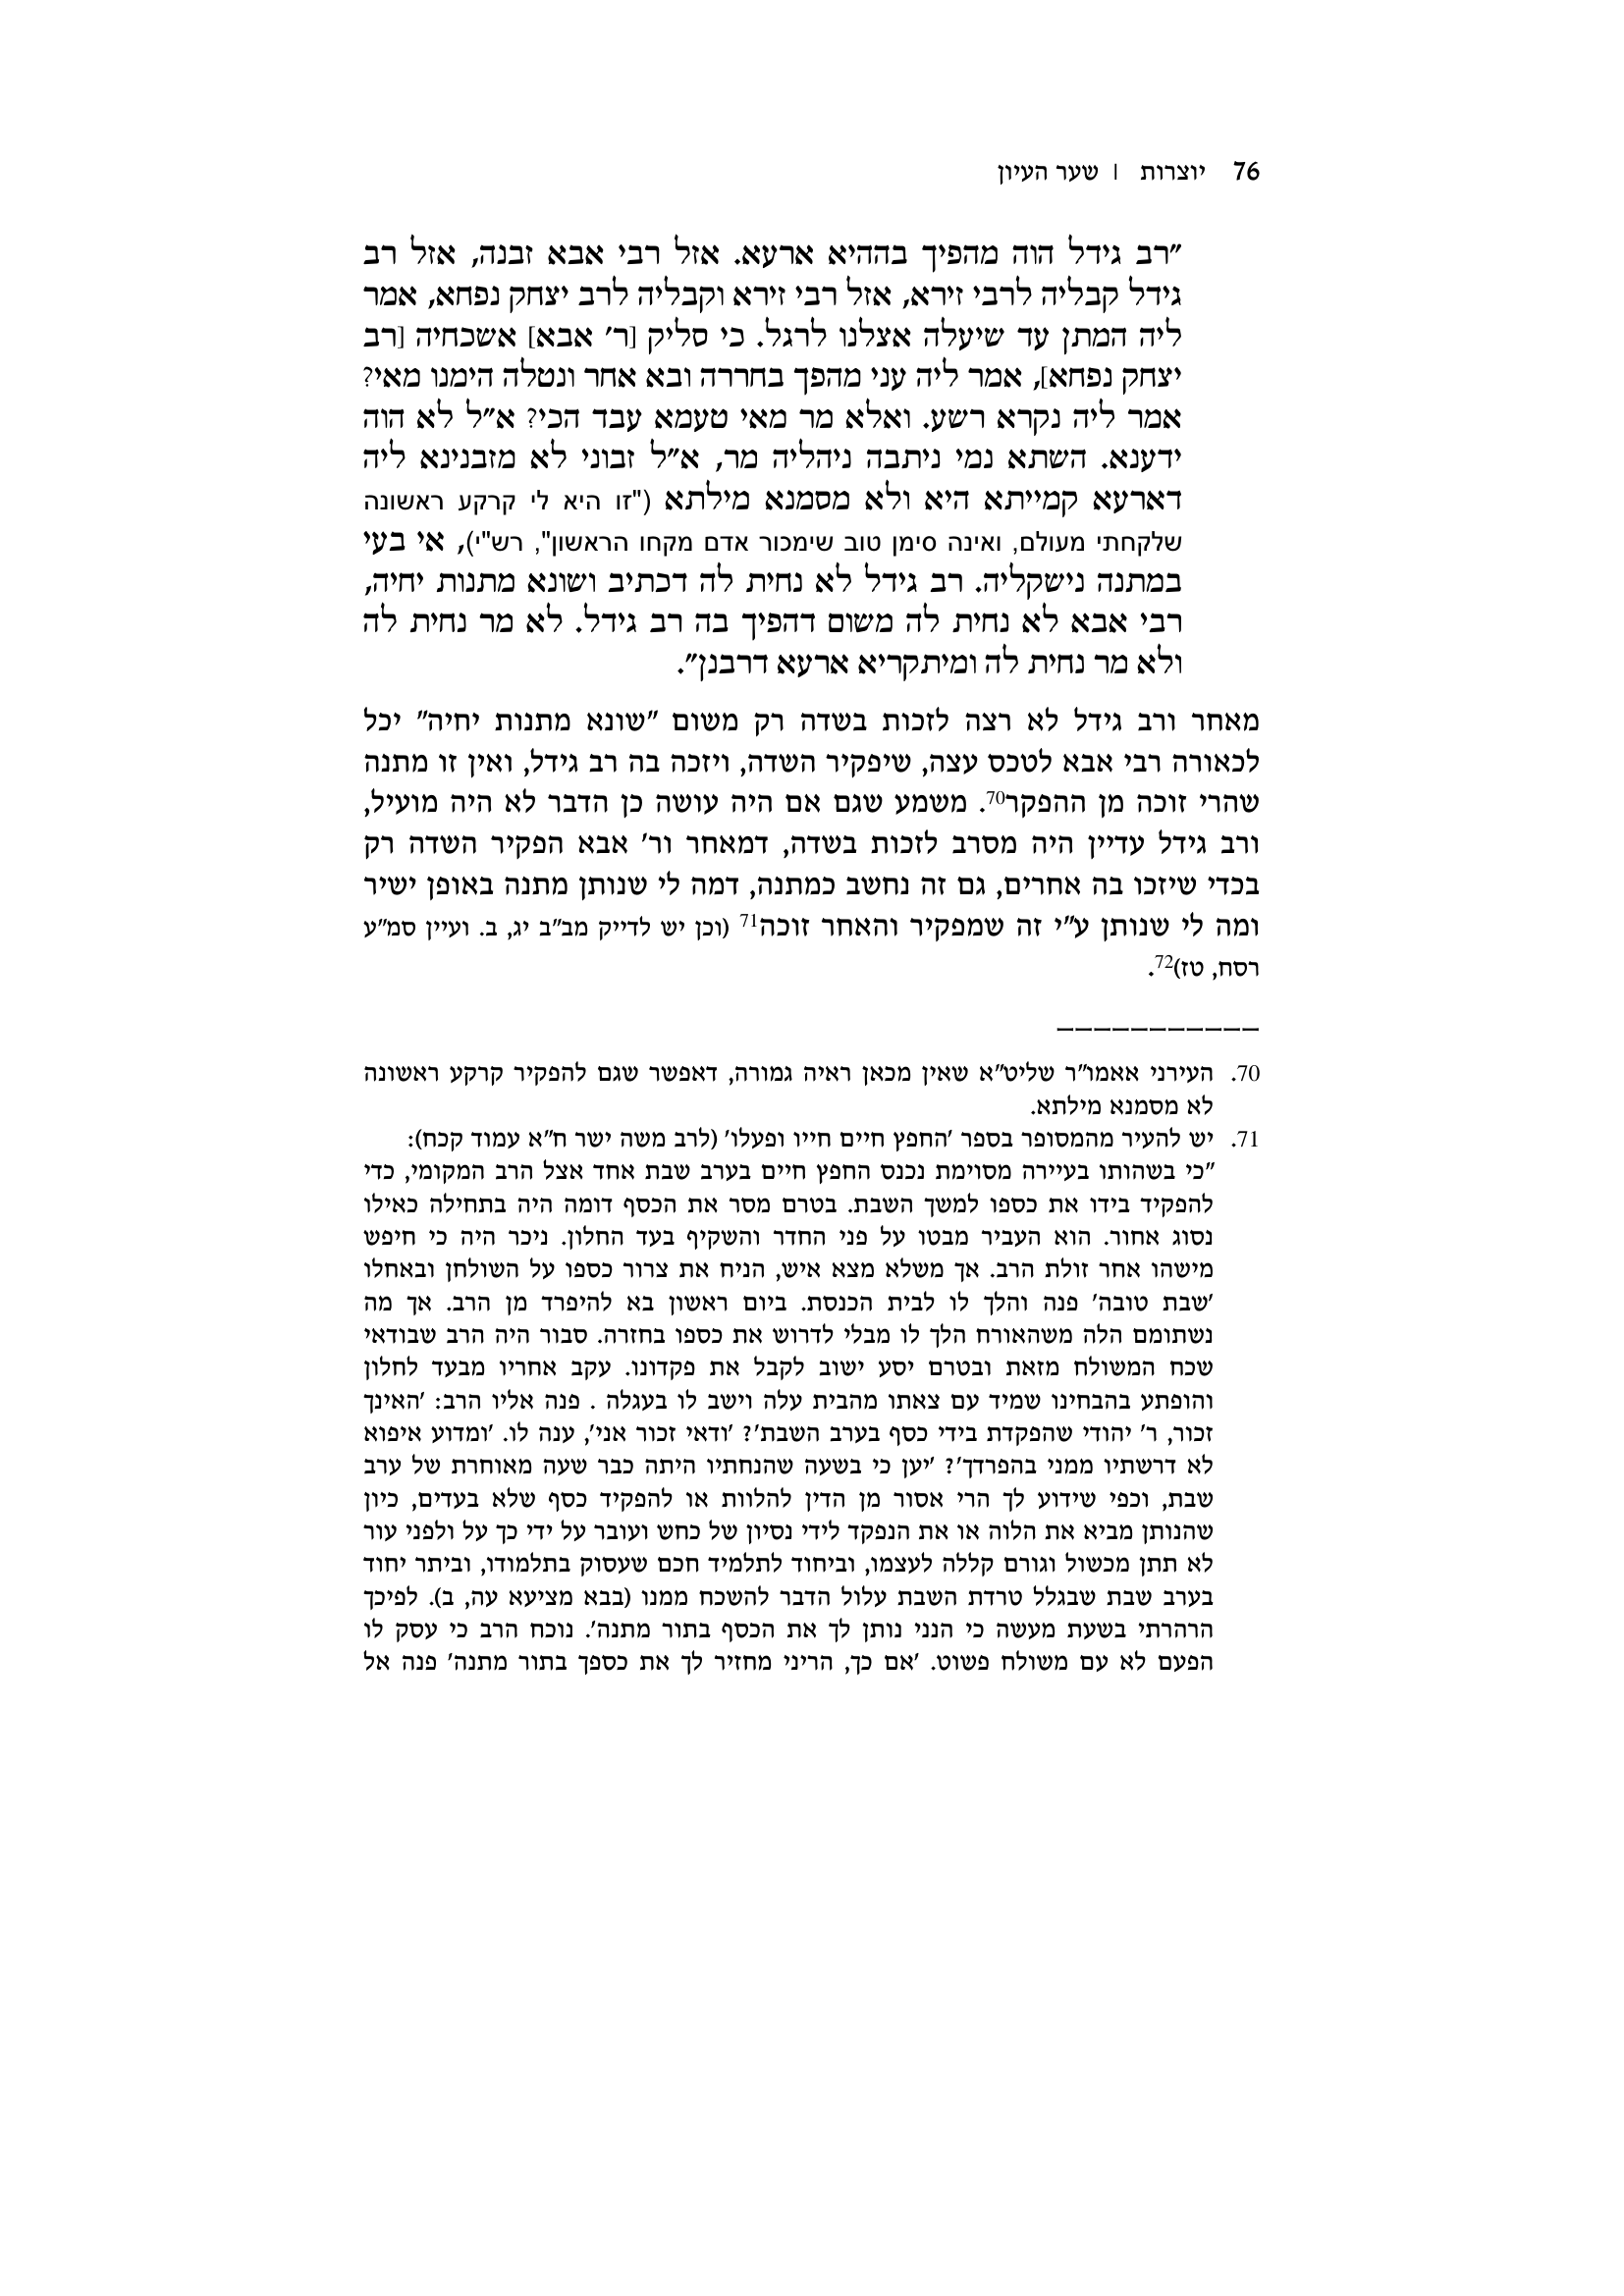 76 יוצרות | שער העיון
״רב גידל הוה מהפיך בההיא ארעא. אזל רבי אבא זבנה, אזל רב
גידל קבליה לרבי זירא, אזל רבי זירא וקבליה לרב יצחק נפחא, אמר
ליה המתן עד שיעלה אצלנו לרגל. כי סליק [ר׳ אבא] אשכחיה [רב
יצחק נפחא], אמר ליה עני מהפך בחררה ובא אחר ונטלה הימנו מאי?
אמר ליה נקרא רשע. ואלא מר מאי טעמא עבד הכי? א״ל לא הוה
ידענא. השתא נמי ניתבה ניהליה מר, א״ל זבוני לא מזבנינא ליה
דארעא קמייתא היא ולא מסמנא מילתא ("זו היא לי קרקע ראשונה
שלקחתי מעולם, ואינה סימן טוב שימכור אדם מקחו הראשון", רש"י), אי בעי
במתנה נישקליה. רב גידל לא נחית לה דכתיב ושונא מתנות יחיה,
רבי אבא לא נחית לה משום דהפיך בה רב גידל. לא מר נחית לה
ולא מר נחית לה ומיתקריא ארעא דרבנן״.
מאחר ורב גידל לא רצה לזכות בשדה רק משום ״שונא מתנות יחיה״ יכל
לכאורה רבי אבא לטכס עצה, שיפקיר השדה, ויזכה בה רב גידל, ואין זו מתנה
שהרי זוכה מן ההפקר70. משמע שגם אם היה עושה כן הדבר לא היה מועיל,
ורב גידל עדיין היה מסרב לזכות בשדה, דמאחר ור׳ אבא הפקיר השדה רק
בכדי שיזכו בה אחרים, גם זה נחשב כמתנה, דמה לי שנותן מתנה באופן ישיר
ומה לי שנותן ע״י זה שמפקיר והאחר זוכה71 (וכן יש לדייק מב״ב יג, ב. ועיין סמ״ע
רסח, טז)72.
70. העירני אאמו״ר שליט״א שאין מכאן ראיה גמורה, דאפשר שגם להפקיר קרקע ראשונה
לא מסמנא מילתא.
71. יש להעיר מהמסופר בספר ׳החפץ חיים חייו ופעלו׳ (לרב משה ישר ח״א עמוד קכח):
״כי בשהותו בעיירה מסוימת נכנס החפץ חיים בערב שבת אחד אצל הרב המקומי, כדי
להפקיד בידו את כספו למשך השבת. בטרם מסר את הכסף דומה היה בתחילה כאילו
נסוג אחור. הוא העביר מבטו על פני החדר והשקיף בעד החלון. ניכר היה כי חיפש
מישהו אחר זולת הרב. אך משלא מצא איש, הניח את צרור כספו על השולחן ובאחלו
׳שבת טובה׳ פנה והלך לו לבית הכנסת. ביום ראשון בא להיפרד מן הרב. אך מה
נשתומם הלה משהאורח הלך לו מבלי לדרוש את כספו בחזרה. סבור היה הרב שבודאי
שכח המשולח מזאת ובטרם יסע ישוב לקבל את פקדונו. עקב אחריו מבעד לחלון
והופתע בהבחינו שמיד עם צאתו מהבית עלה וישב לו בעגלה . פנה אליו הרב: ׳האינך
זכור, ר׳ יהודי שהפקדת בידי כסף בערב השבת׳? ׳ודאי זכור אני׳, ענה לו. ׳ומדוע איפוא
לא דרשתיו ממני בהפרדך׳? ׳יען כי בשעה שהנחתיו היתה כבר שעה מאוחרת של ערב
שבת, וכפי שידוע לך הרי אסור מן הדין להלוות או להפקיד כסף שלא בעדים, כיון
שהנותן מביא את הלוה או את הנפקד לידי נסיון של כחש ועובר על ידי כך על ולפני עור
לא תתן מכשול וגורם קללה לעצמו, וביחוד לתלמיד חכם שעסוק בתלמודו, וביתר יחוד
בערב שבת שבגלל טרדת השבת עלול הדבר להשכח ממנו (בבא מציעא עה, ב). לפיכך
הרהרתי בשעת מעשה כי הנני נותן לך את הכסף בתור מתנה׳. נוכח הרב כי עסק לו
הפעם לא עם משולח פשוט. ׳אם כך, הריני מחזיר לך את כספך בתור מתנה׳ פנה אל